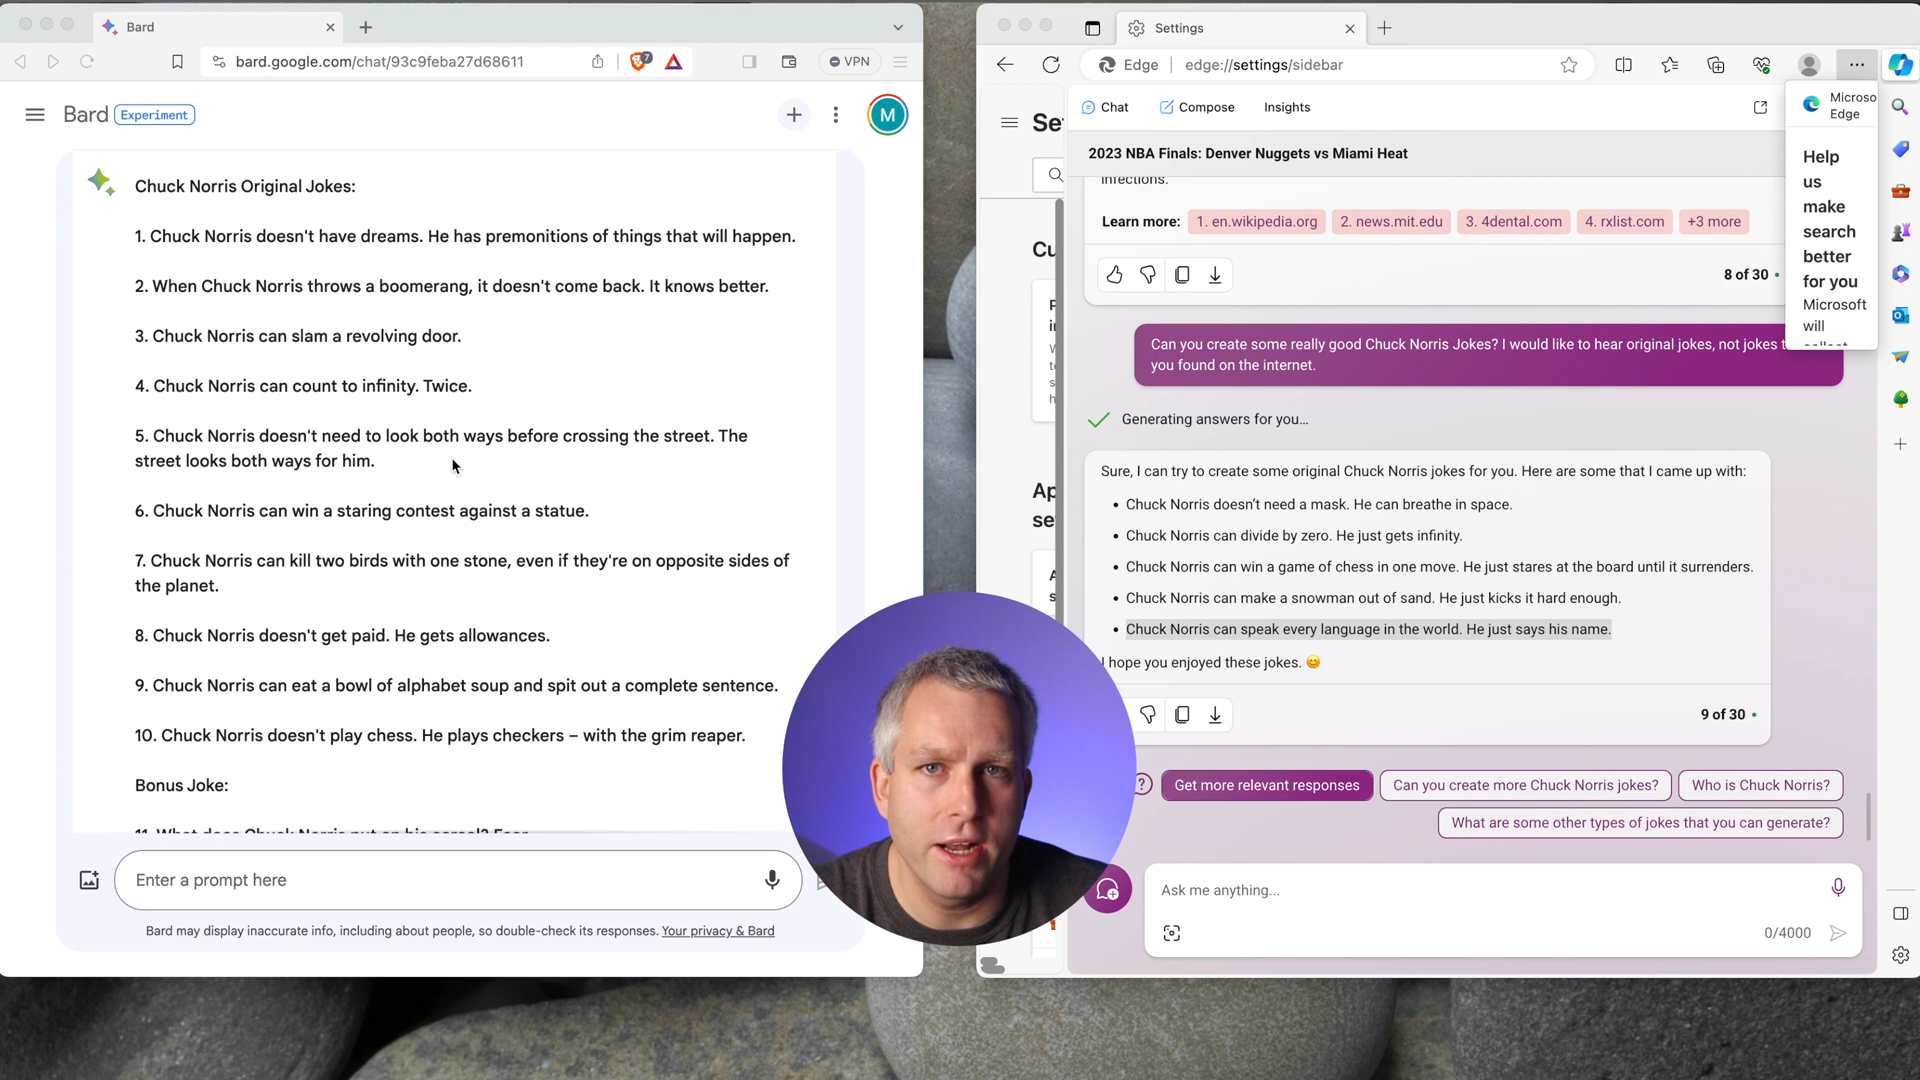 Bard
bard.google.com/chat/93c9feba27d68611
7
VPN
Bard
Experiment
M
Chuck Norris Original Jokes:
1. Chuck Norris doesn't have dreams. He has premonitions of things that will happen.
2. When Chuck Norris throws a boomerang, it doesn't come back. It knows better.
3. Chuck Norris can slam a revolving door.
4. Chuck Norris can count to infinity. Twice.
5. Chuck Norris doesn't need to look both ways before crossing the street. The
street looks both ways for him.
6. Chuck Norris can win a staring contest against a statue.
7. Chuck Norris can kill two birds with one stone, even if they're on opposite sides of
the planet.
8. Chuck Norris doesn't get paid. He gets allowances.
9. Chuck Norris can eat a bowl of alphabet soup and spit out a complete sentence.
10. Chuck Norris doesn't play chess. He plays checkers – with the grim reaper.
Bonus Joke:
11. What does Chuck Norris put on his cereal? Fear.
Enter a prompt here
Bard may display inaccurate info, including about people, so double-check its responses. Your privacy & Bard
Settings
Edge
edge://settings/sidebar
Set
Cu
Ap
se
Chat
Compose
Insights
2023 NBA Finals: Denver Nuggets vs Miami Heat
infections.
Learn more: 1. en.wikipedia.org 2. news.mit.edu 3. 4dental.com 4. rxlist.com +3 more
8 of 30
Can you create some really good Chuck Norris Jokes? I would like to hear original jokes, not jokes t
you found on the internet.
Generating answers for you…
Sure, I can try to create some original Chuck Norris jokes for you. Here are some that I came up with:
• Chuck Norris doesn't need a mask. He can breathe in space.
• Chuck Norris can divide by zero. He just gets infinity.
• Chuck Norris can win a game of chess in one move. He just stares at the board until it surrenders.
• Chuck Norris can make a snowman out of sand. He just kicks it hard enough.
• Chuck Norris can speak every language in the world. He just says his name.
I hope you enjoyed these jokes. 😊
9 of 30
Get more relevant responses
Can you create more Chuck Norris jokes?
Who is Chuck Norris?
What are some other types of jokes that you can generate?
Ask me anything...
0/4000
Microso
Edge
Help
us
make
search
better
for you
Microsoft
will
collect